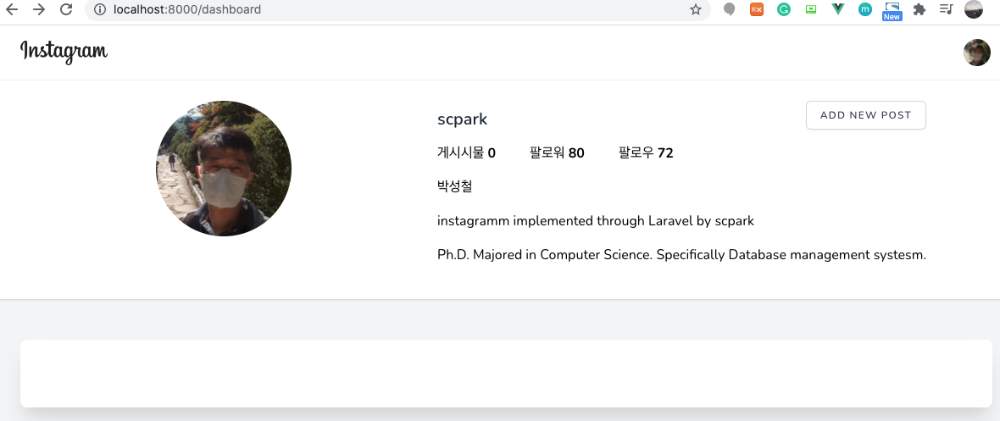 localhost:8000/dashboard
New
Instagram
scpark
ADD NEW POST
게시시물 0 팔로워 80 팔로우 72
박성철
instagramm implemented through Laravel by scpark
Ph.D. Majored in Computer Science. Specifically Database management systesm.